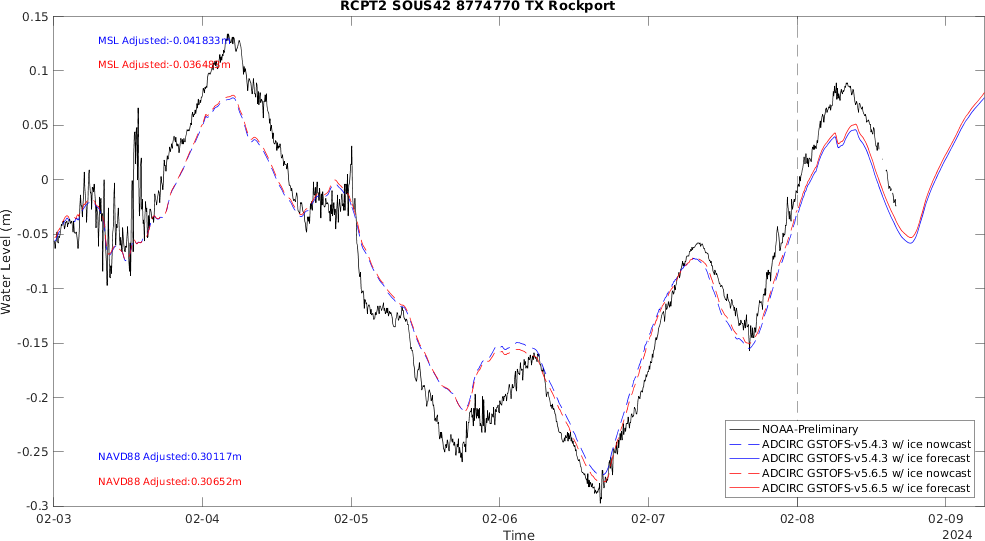 RCPT2 SOUS42 8774770 TX Rockport
0.15
MSL Adjusted:-0.041833m
MSL Adjusted:-0.03648 m
0.1
0.05
0
-0.05
-0.1
-0.15
-0.2
-0.25
-0.3
Water Level (m)
NAVD88 Adjusted:0.30117m
NAVD88 Adjusted:0.30652m
NOAA-Preliminary
ADCIRC GSTOFS-v5.4.3 w/ ice nowcast
ADCIRC GSTOFS-v5.4.3 w/ ice forecast
ADCIRC GSTOFS-v5.6.5 w/ ice nowcast
ADCIRC GSTOFS-v5.6.5 w/ ice forecast
02-03 02-04 02-05 02-06 02-07 02-08 02-09
Time
2024